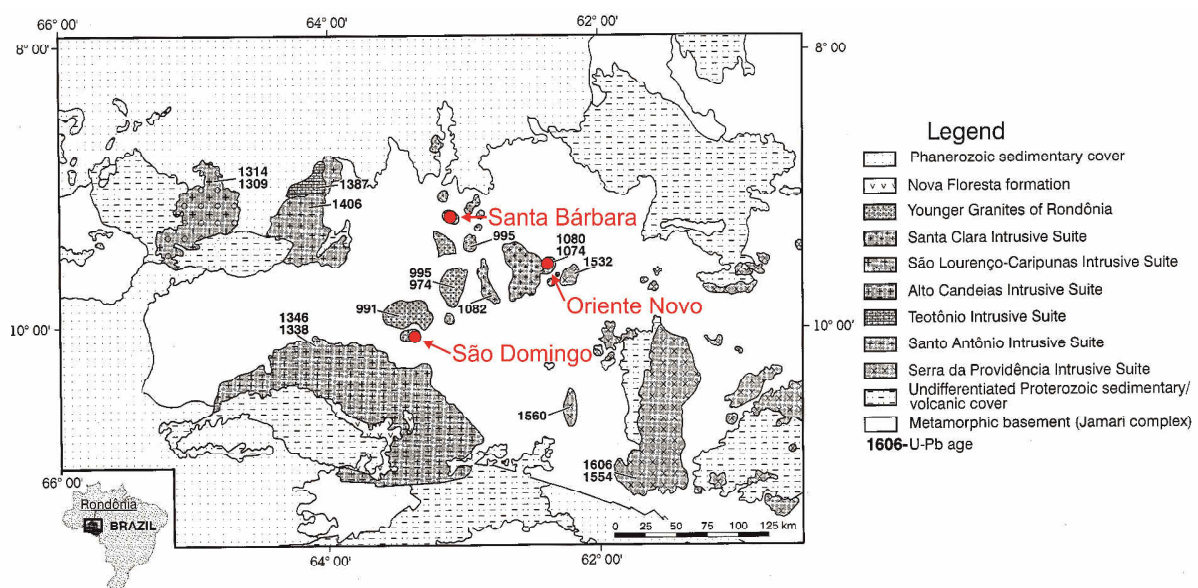 66° 00'
64° 00'
62° 00'
8° 00'
8° 00
1314
1309
1387
1406
Santa Bárbara
995
1080
1074
1532
995
974
1082
Oriente Novo
991
10° 00'
10° 00'
1346
1338
São Domingo
1560
1606
1554
66° 00'
64° 00'
62° 00'
0 25 50 75 100 125 km
Rondônia
BRAZIL
Legend
Phanerozoic sedimentary cover
v v Nova Floresta formation
Younger Granites of Rondônia
Santa Clara Intrusive Suite
São Lourenço-Caripunas Intrusive Suite
Alto Candeias Intrusive Suite
Teotônio Intrusive Suite
Santo Antônio Intrusive Suite
Serra da Providência Intrusive Suite
Undifferentiated Proterozoic sedimentary/
volcanic cover
Metamorphic basement (Jamari complex)
1606-U-Pb age